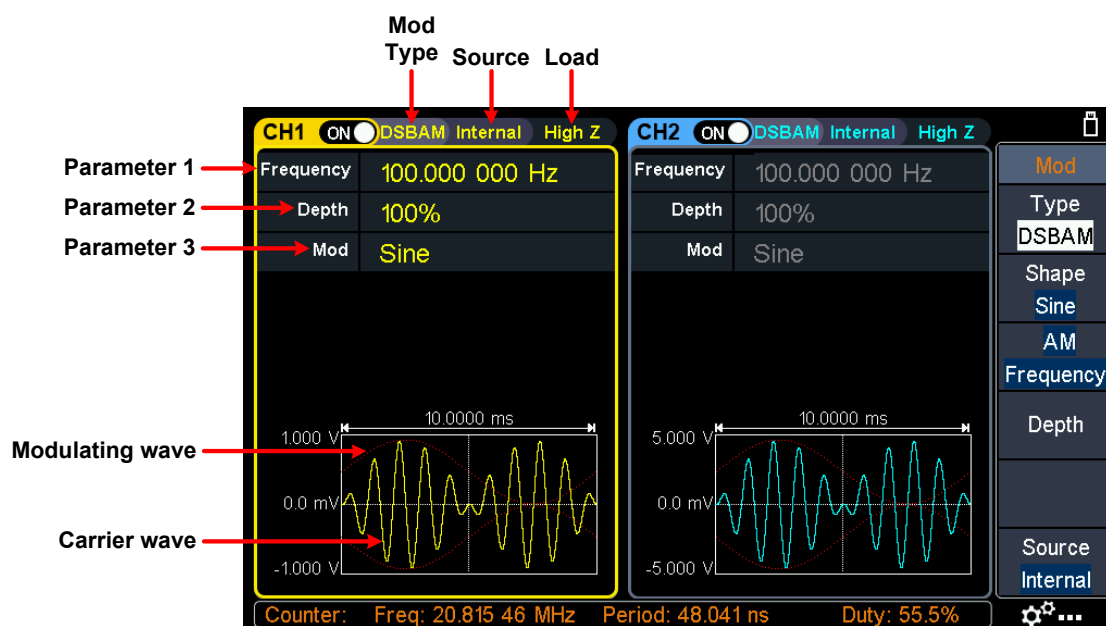 Mod
Type Source Load
CH1 ON DSBAM Internal High Z
CH2 ON DSBAM Internal High Z
Parameter 1
Frequency 100.000 000 Hz
Parameter 2
Depth 100%
Parameter 3
Mod Sine
Frequency 100.000 000 Hz
Depth 100%
Mod Sine
Mod
Type
DSBAM
Shape
Sine
AM
Frequency
Depth
Source
Internal
10.0000 ms
1.000 V
Modulating wave
0.0 mV
Carrier wave
-1.000 V
10.0000 ms
5.000 V
0.0 mV
-5.000 V
Counter: Freq: 20.815 46 MHz Period: 48.041 ns Duty: 55.5%